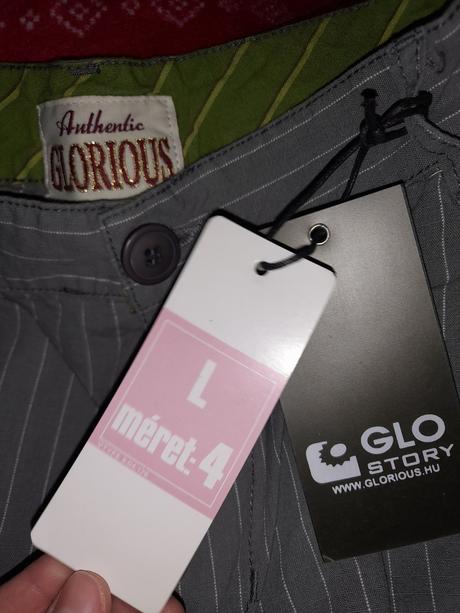 Authentic
GLORIOUS
L
méret: 4
GLO
STORY
WWW.GLORIOUS.HU